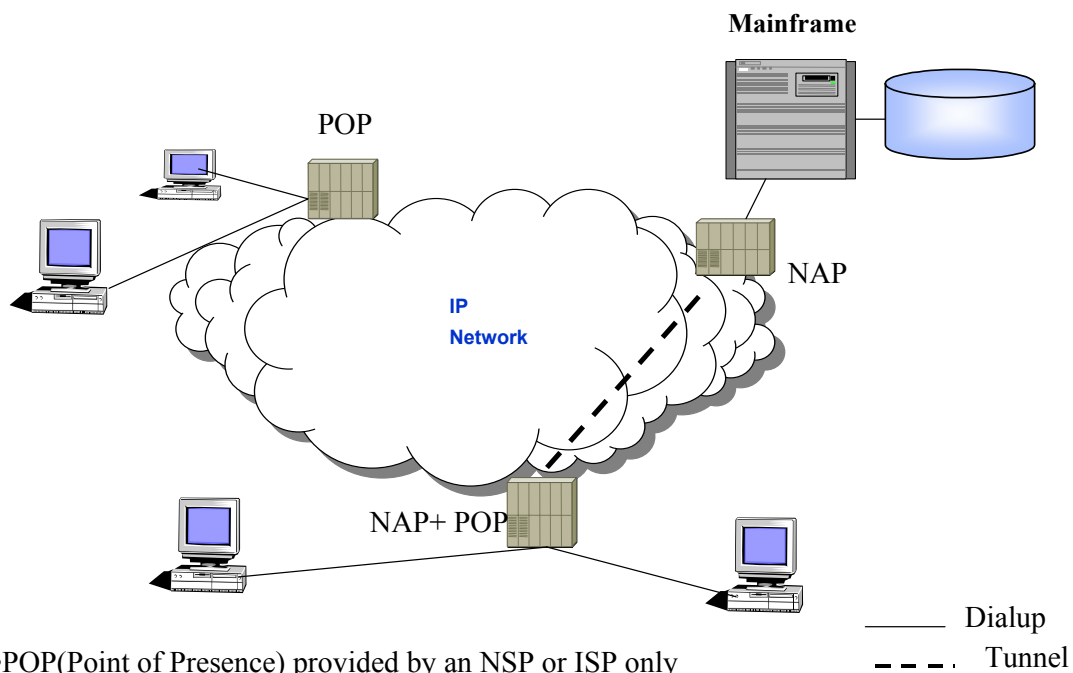 Mainframe
POP
NAP
IP
Network
NAP+ POP
Dialup
POP(Point of Presence) provided by an NSP or ISP only
Tunnel